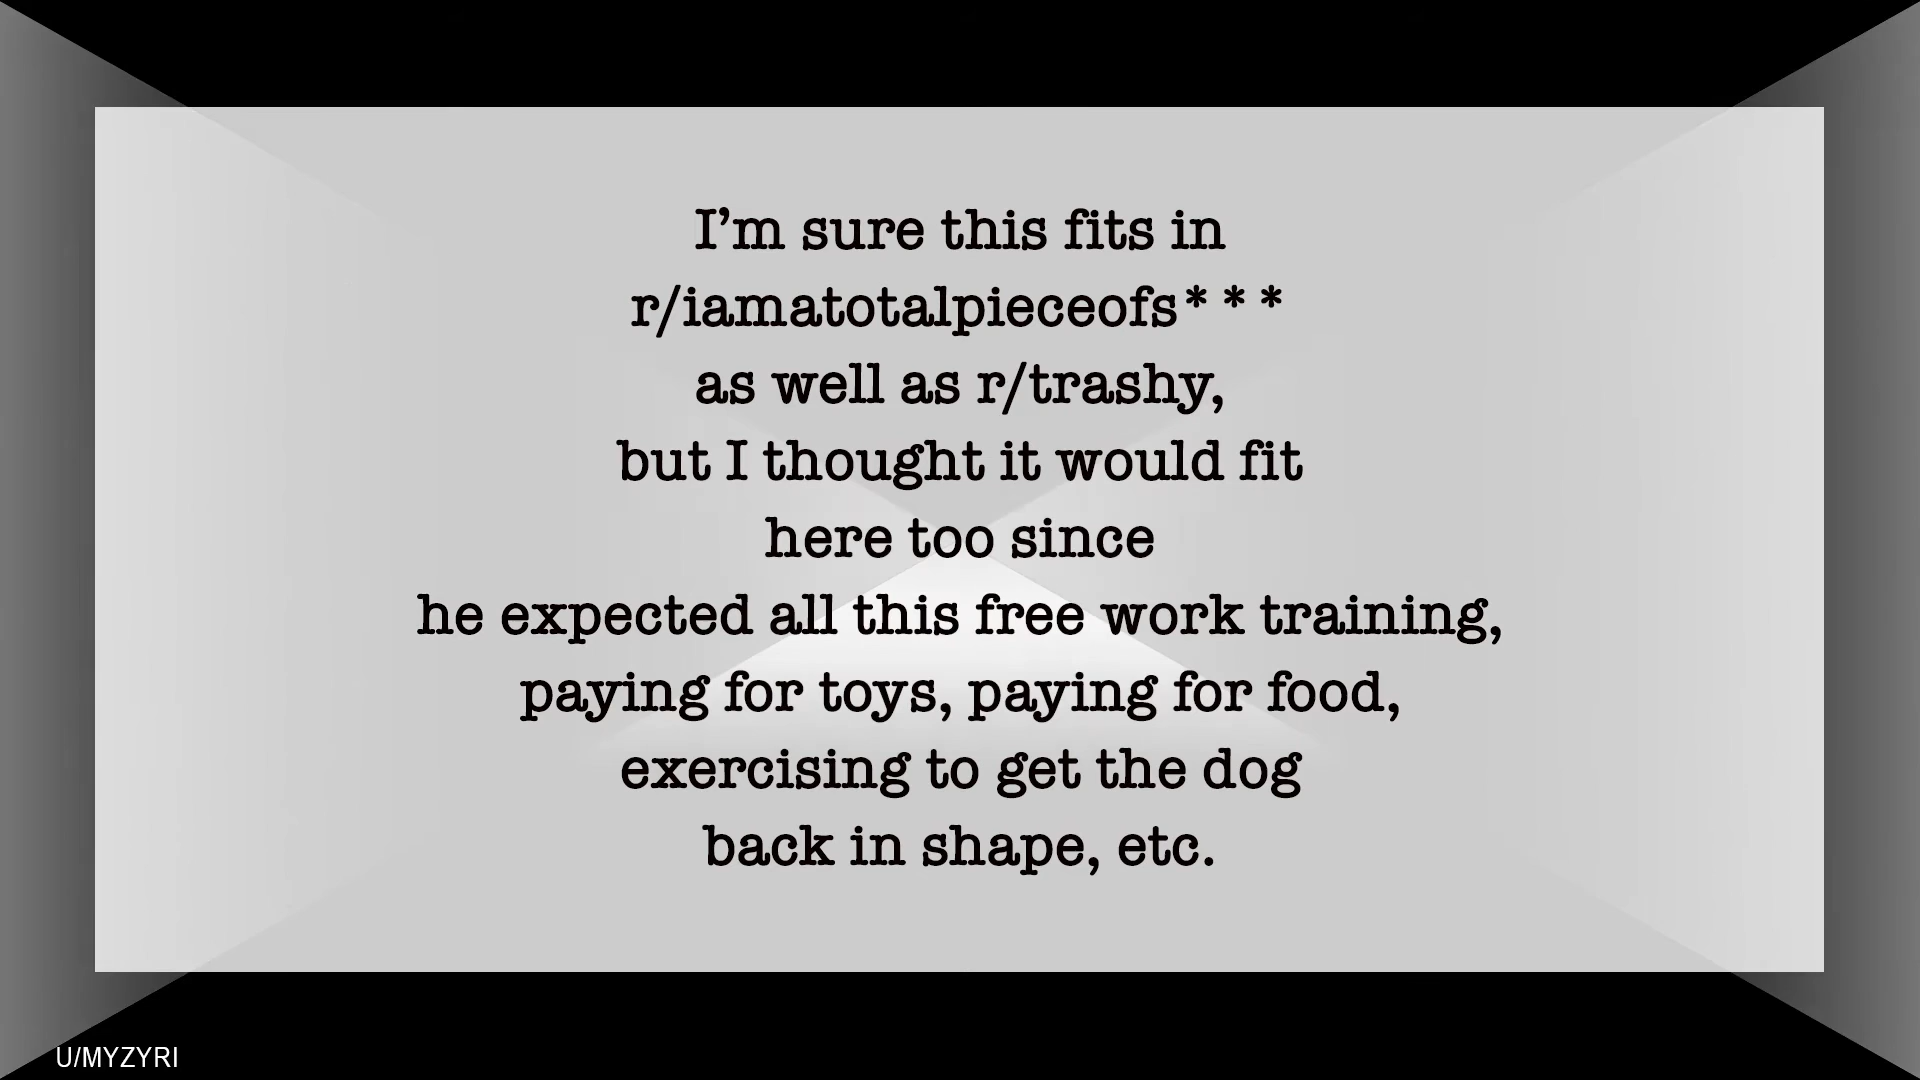 I’m sure this fits in
r/iamatotalpieceofs***
as well as r/trashy,
but I thought it would fit
here too since
he expected all this free work training,
paying for toys, paying for food,
exercising to get the dog
back in shape, etc.
U/MYZYRI